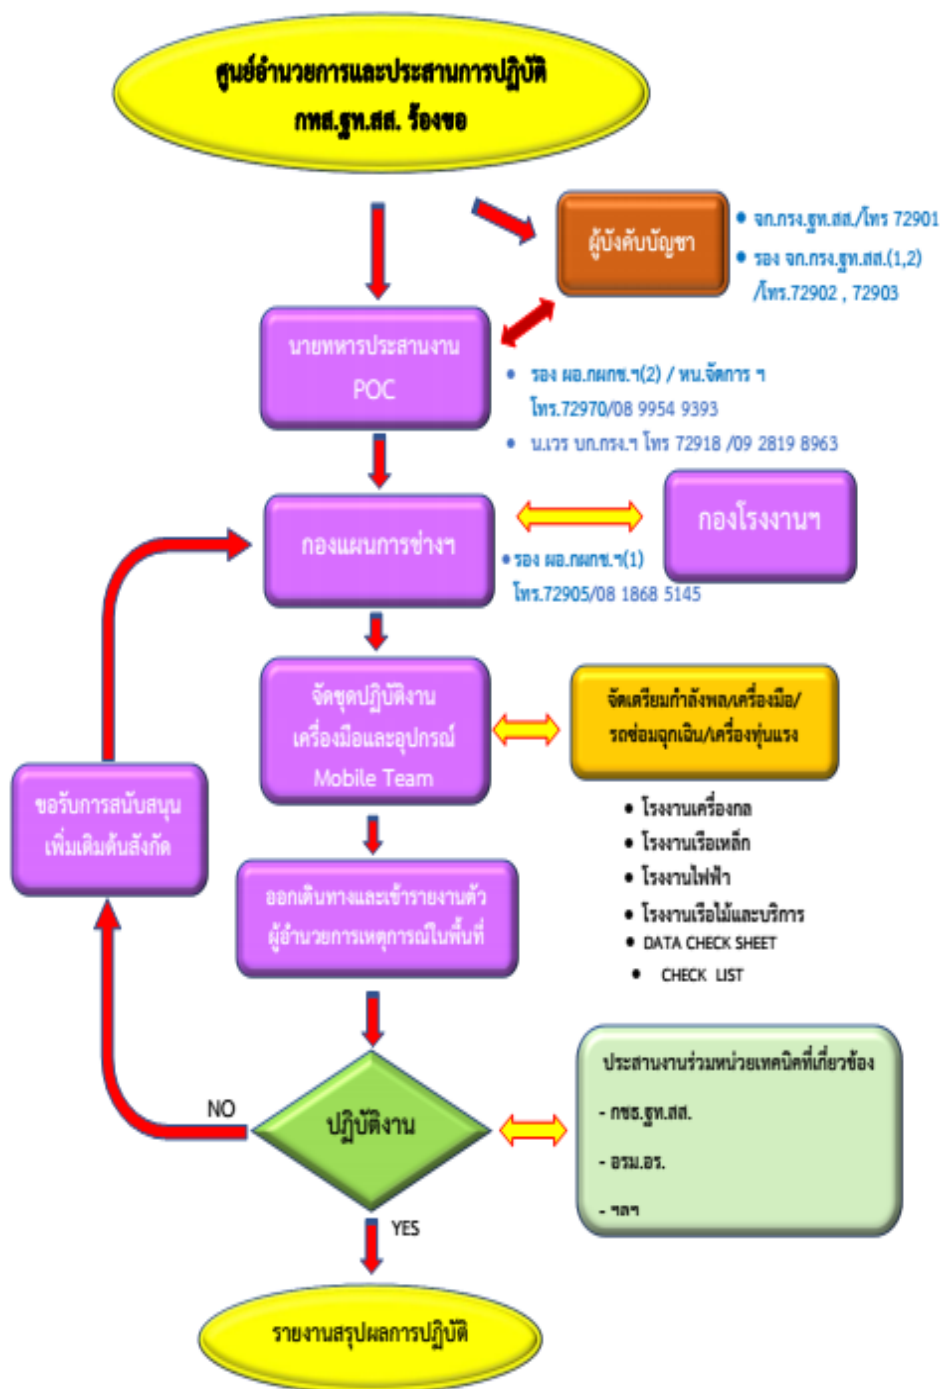 ศูนย์อำนวยการและประสานการปฏิบัติ
กทส.ฐท.สส. ร้องขอ
ผู้บังคับบัญชา
• จก.กรง.ฐท.สส./โทร 72901
• รอง จก.กรง.ฐท.สส.(1,2)
/โทร.72902 , 72903
นายทหารประสานงาน
POC
• รอง ผอ.กผกช.ฯ(2) / หน.จัดการ ฯ
โทร.72970/08 9954 9393
• น.เวร บก.กรง.ฯ โทร 72918 /09 2819 8963
กองแผนการช่างฯ
กองโรงงานฯ
• รอง ผอ.กผกช.ฯ(1)
โทร.72905/08 1868 5145
จัดชุดปฏิบัติงาน
เครื่องมือและอุปกรณ์
Mobile Team
จัดเตรียมกำลังพล/เครื่องมือ/
รถซ่อมฉุกเฉิน/เครื่องทุ่นแรง
• โรงงานเครื่องกล
• โรงงานเรือเหล็ก
• โรงงานไฟฟ้า
• โรงงานเรือไม้และบริการ
• DATA CHECK SHEET
• CHECK LIST
ขอรับการสนับสนุน
เพิ่มเติมต้นสังกัด
ออกเดินทางและเข้ารายงานตัว
ผู้อำนวยการเหตุการณ์ในพื้นที่
NO
ปฏิบัติงาน
ประสานงานร่วมหน่วยเทคนิคที่เกี่ยวข้อง
- กชธ.ฐท.สส.
- อรม.อร.
- ฯลฯ
YES
รายงานสรุปผลการปฏิบัติ